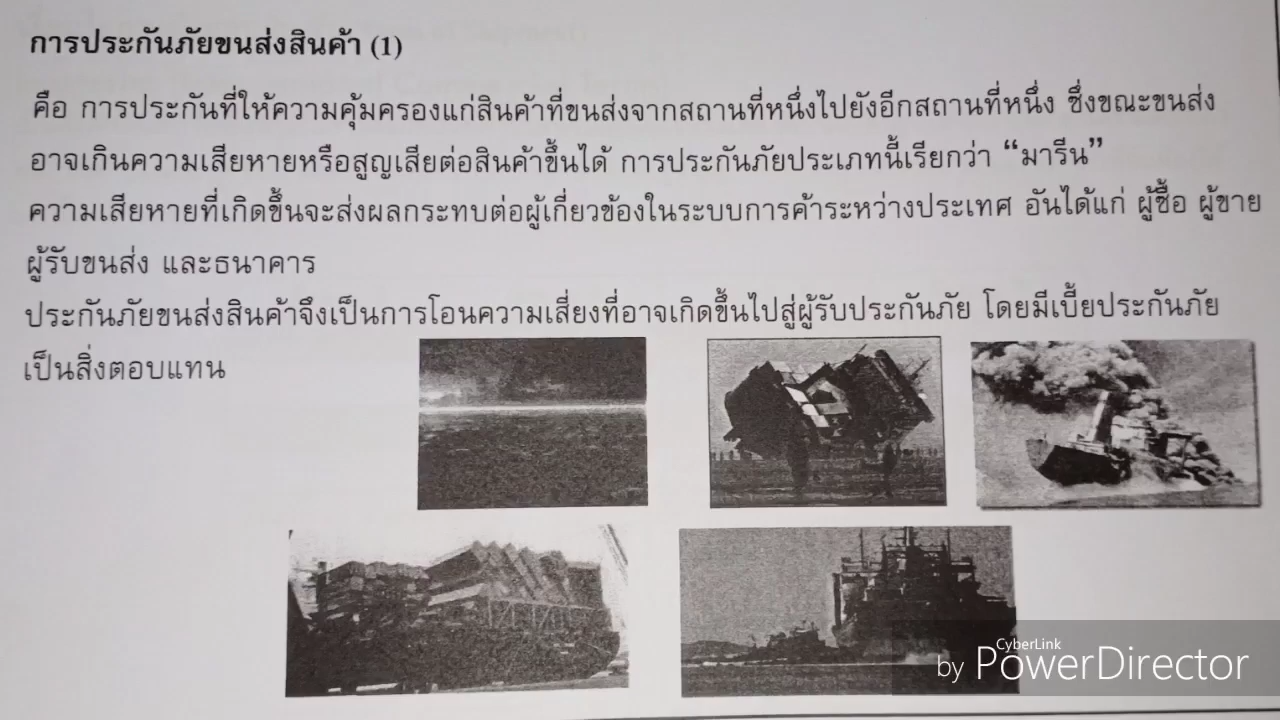 การประกันภัยขนส่งสินค้า (1)
คือ การประกันที่ให้ความคุ้มครองแก่สินค้าที่ขนส่งจากสถานที่หนึ่งไปยังอีกสถานที่หนึ่ง ซึ่งขณะขนส่ง
อาจเกินความเสียหายหรือสูญเสียต่อสินค้าขึ้นได้ การประกันภัยประเภทนี้เรียกว่า “มารีน”
ความเสียหายที่เกิดขึ้นจะส่งผลกระทบต่อผู้เกี่ยวข้องในระบบการค้าระหว่างประเทศ อันได้แก่ ผู้ซื้อ ผู้ขาย
ผู้รับขนส่ง และธนาคาร
ประกันภัยขนส่งสินค้าจึงเป็นการโอนความเสี่ยงที่อาจเกิดขึ้นไปสู่ผู้รับประกันภัย โดยมีเบี้ยประกันภัย
เป็นสิ่งตอบแทน
CyberLink
by PowerDirector